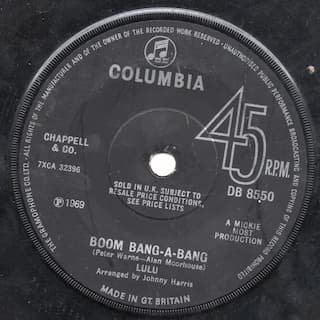 ALL RIGHTS OF THE MANUFACTURER AND OF THE OWNER OF THE RECORDED WORK RESERVED
UNAUTHORISED PUBLIC PERFORMANCE BROADCASTING AND COPYING OF THIS RECORD PROHIBITED
THE GRAMOPHONE CO. LTD.
COLUMBIA
45
R.P.M.
CHAPPELL
& CO.
7XCA 32396
DB 8550
SOLD IN U.K. SUBJECT TO
RESALE PRICE CONDITIONS,
SEE PRICE LISTS
℗ 1969
A MICKIE
MOST
PRODUCTION
BOOM BANG-A-BANG
(Peter Warne—Alan Moorhouse)
LULU
Arranged by Johnny Harris
MADE IN GT. BRITAIN